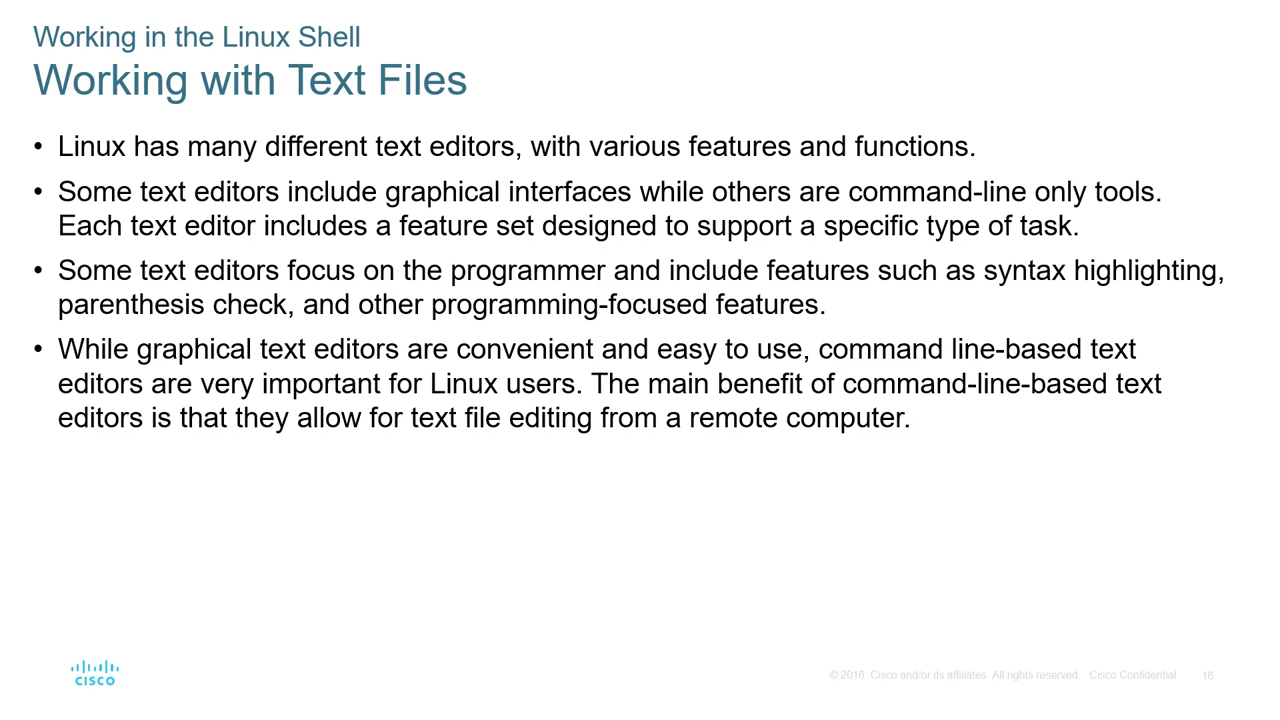 Working in the Linux Shell
Working with Text Files
• Linux has many different text editors, with various features and functions.
• Some text editors include graphical interfaces while others are command-line only tools.
Each text editor includes a feature set designed to support a specific type of task.
• Some text editors focus on the programmer and include features such as syntax highlighting,
parenthesis check, and other programming-focused features.
• While graphical text editors are convenient and easy to use, command line-based text
editors are very important for Linux users. The main benefit of command-line-based text
editors is that they allow for text file editing from a remote computer.
CISCO
© 2016 Cisco and/or its affiliates. All rights reserved. Cisco Confidential 16